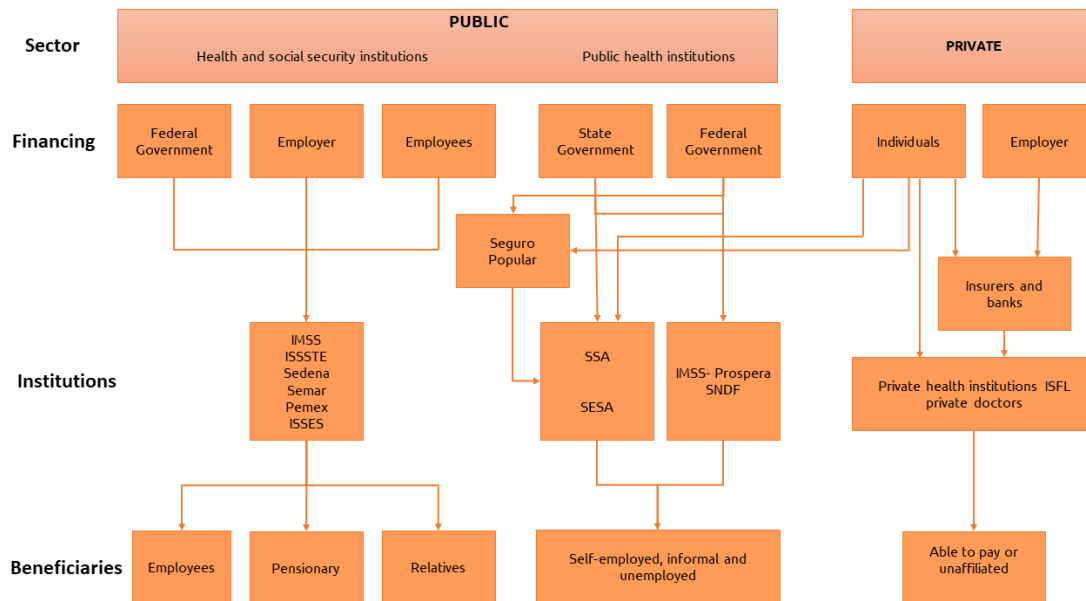 Sector
PUBLIC
Health and social security institutions
Public health institutions
PRIVATE
Financing
Federal
Government
Employer
Employees
State
Government
Federal
Government
Individuals
Employer
Seguro
Popular
Insurers and
banks
Institutions
IMSS
ISSSTE
Sedena
Semar
Pemex
ISSES
SSA
SESA
IMSS- Prospera
SNDF
Private health institutions ISFL
private doctors
Beneficiaries
Employees
Pensionary
Relatives
Self-employed, informal and
unemployed
Able to pay or
unaffiliated